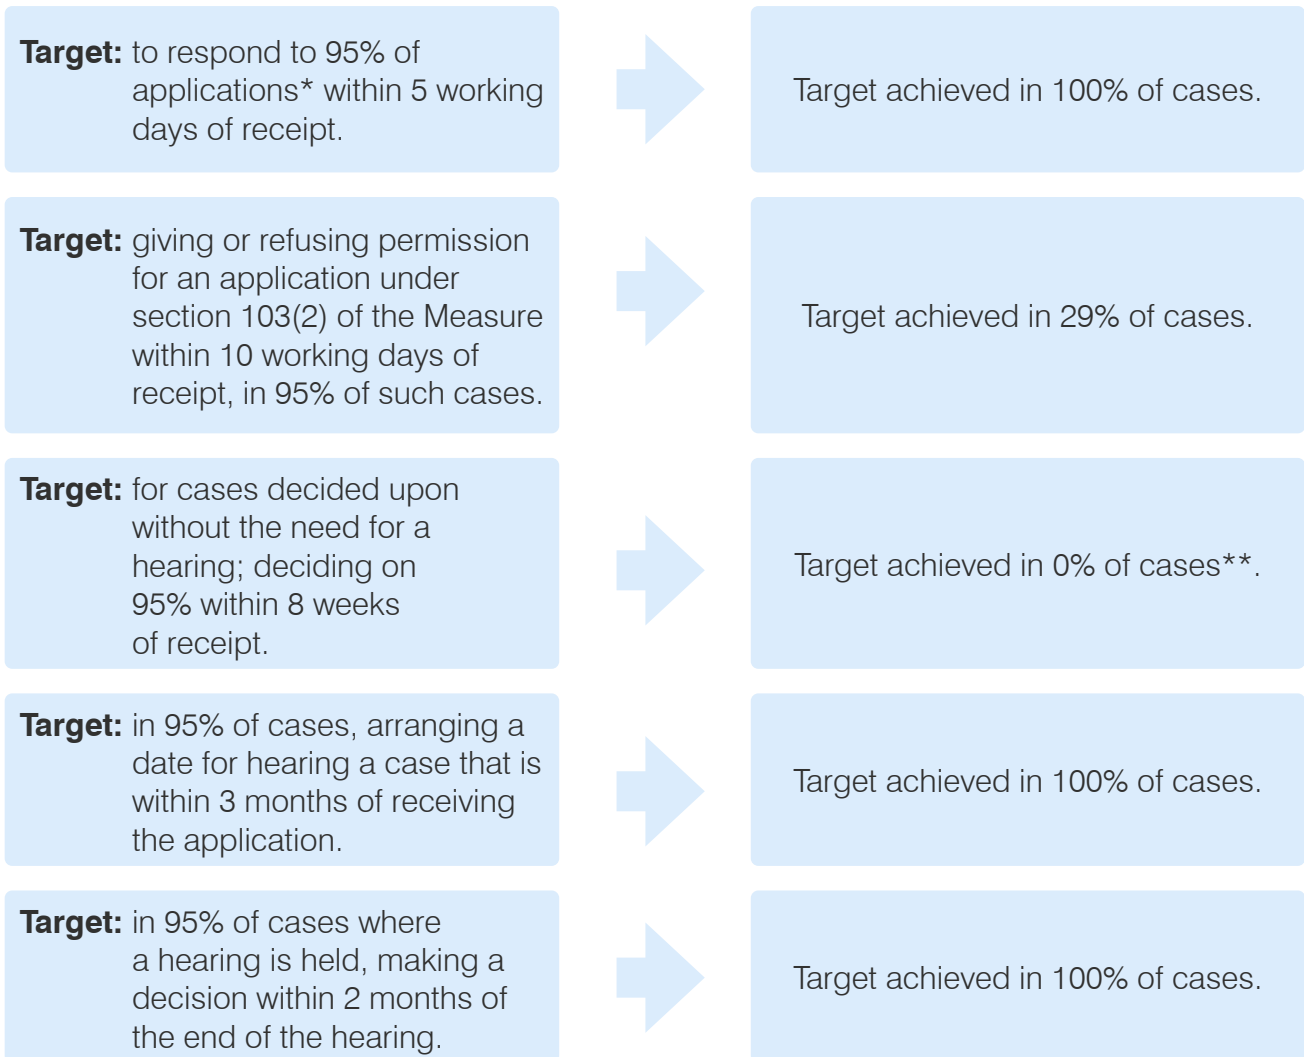 Target: to respond to 95% of
applications* within 5 working
days of receipt.
Target achieved in 100% of cases.
Target: giving or refusing permission
for an application under
section 103(2) of the Measure
within 10 working days of
receipt, in 95% of such cases.
Target achieved in 29% of cases.
Target: for cases decided upon
without the need for a
hearing; deciding on
95% within 8 weeks
of receipt.
Target achieved in 0% of cases**.
Target: in 95% of cases, arranging a
date for hearing a case that is
within 3 months of receiving
the application.
Target achieved in 100% of cases.
Target: in 95% of cases where
a hearing is held, making a
decision within 2 months of
the end of the hearing.
Target achieved in 100% of cases.